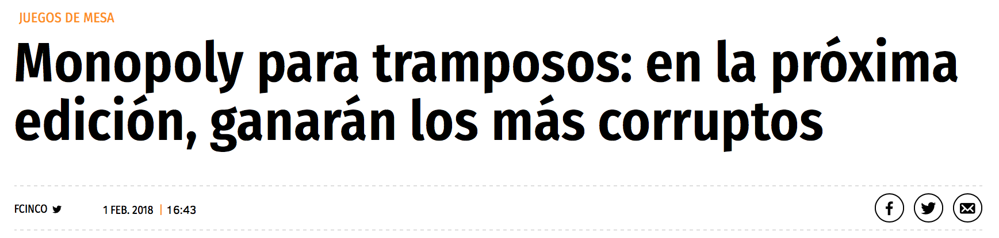 JUEGOS DE MESA
Monopoly para tramposos: en la próxima
edición, ganarán los más corruptos
FCINCO 1 FEB. 2018 | 16:43